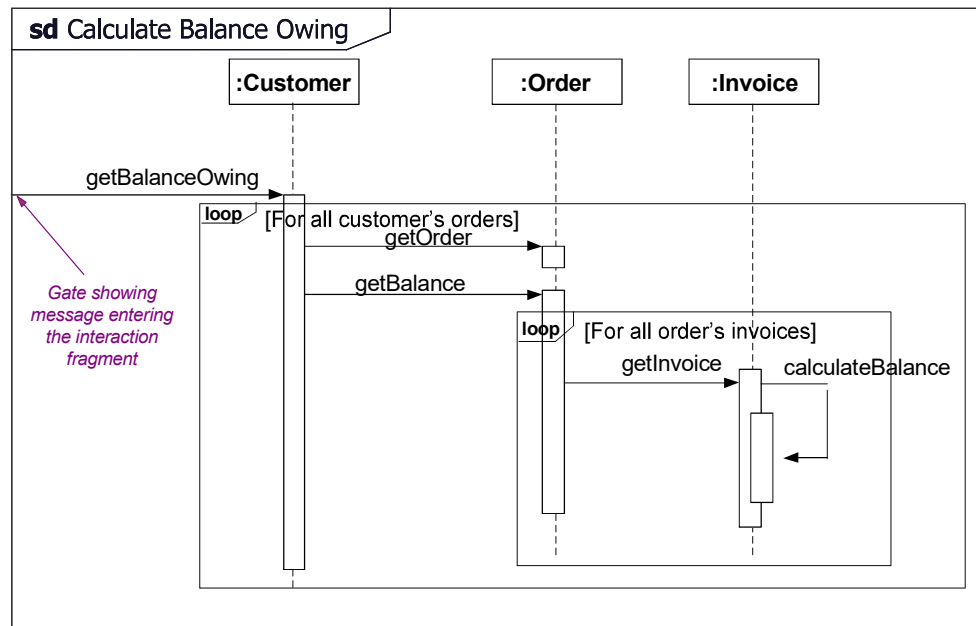 sd Calculate Balance Owing
:Customer
:Order
:Invoice
getBalanceOwing
loop
[For all customer's orders]
getOrder
Gate showing
message entering
the interaction
fragment
getBalance
loop
[For all order's invoices]
getInvoice
calculateBalance